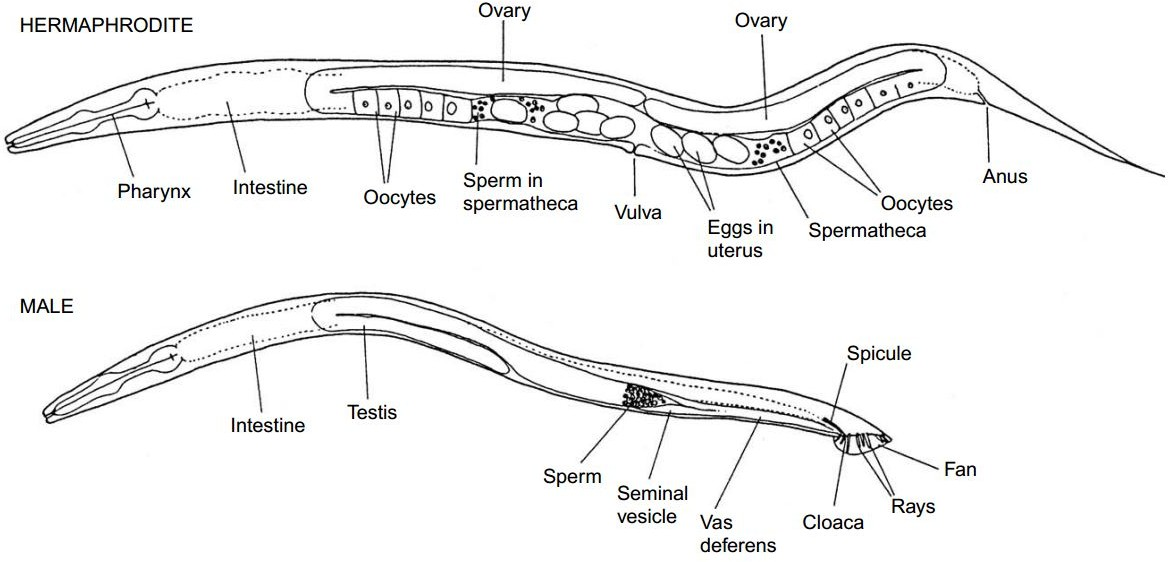 HERMAPHRODITE
Ovary
Ovary
Pharynx
Intestine
Oocytes
Sperm in
spermatheca
Vulva
Eggs in
uterus
Spermatheca
Oocytes
Anus
MALE
Intestine
Testis
Sperm
Seminal
vesicle
Vas
deferens
Spicule
Cloaca
Rays
Fan